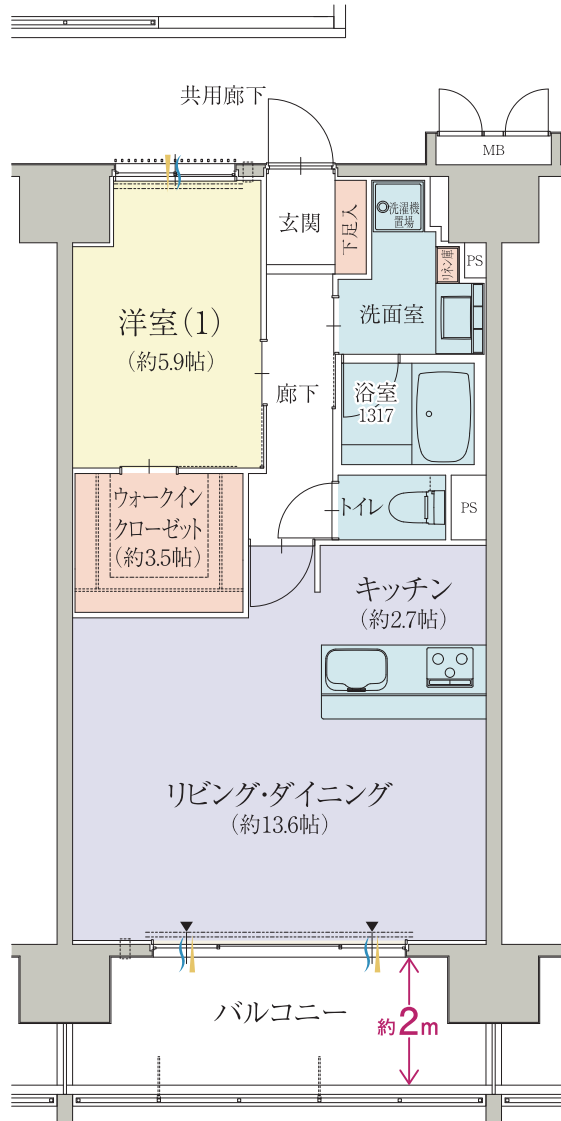 共用廊下
MB
玄関
下足入
洗濯機
置場
リネン庫
PS
洗面室
洋室(1)
(約5.9帖)
廊下
浴室
1317
ウォークイン
クローゼット
(約3.5帖)
トイレ
PS
キッチン
(約2.7帖)
リビング・ダイニング
(約13.6帖)
バルコニー
約2m